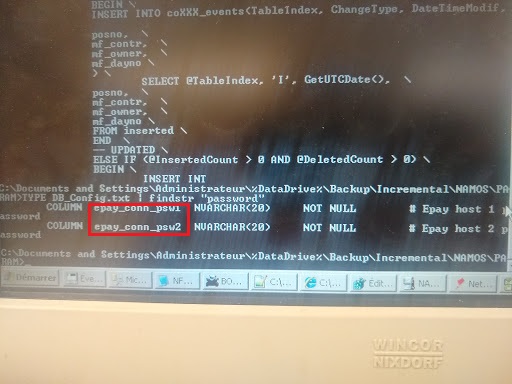 BEGIN \
INSERT INTO coXXX_events(TableIndex, ChangeType, DateTimeModif,
posno, \
mf_contr, \
mf_owner, \
mf_dayno \
) \
SELECT @TableIndex, 'I', GetUTCDate(), \
posno, \
mf_contr, \
mf_owner, \
mf_dayno \
FROM inserted \
END \
-- UPDATED \
ELSE IF (@InsertedCount > 0 AND @DeletedCount > 0) \
BEGIN \
INSERT INT
C:\Documents and Settings\Administrateur\%DataDrive%\Backup\Incremental\NAMOS\PA
RAM>TYPE DB_Config.txt | findstr "password"
COLUMN epay_conn_psw1 NVARCHAR(20) NOT NULL # Epay host 1 p
assword
COLUMN epay_conn_psw2 NVARCHAR(20) NOT NULL # Epay host 2 p
assword
C:\Documents and Settings\Administrateur\%DataDrive%\Backup\Incremental\NAMOS\PA
RAM>
Démarrer Eve... Mic... NF... BO... C:\... C:\... Edit... NA... Net...
WINCOR
NIXDORF